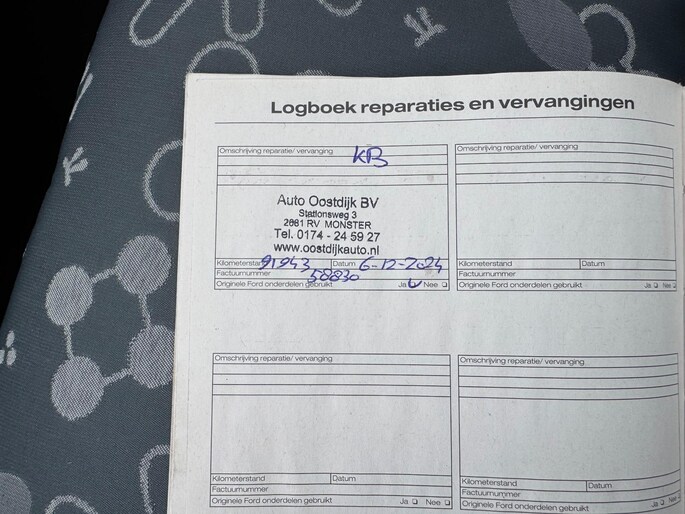 Logboek reparaties en vervangingen
Omschrijving reparatie/ vervanging KB
Auto Oostdijk BV
Stationsweg 3
2681 RV MONSTER
Tel. 0174 - 24 59 27
www.oostdijkauto.nl
Kilometerstand 91943 Datum 6-12-2024
Factuurnummer 58830
Originele Ford onderdelen gebruikt Ja Nee
Omschrijving reparatie/ vervanging
Kilometerstand Datum
Factuurnummer
Originele Ford onderdelen gebruikt Ja Nee
Omschrijving reparatie/ vervanging
Kilometerstand Datum
Factuurnummer
Originele Ford onderdelen gebruikt Ja Nee
Omschrijving reparatie/ vervanging
Kilometerstand Datum
Factuurnummer
Originele Ford onderdelen gebruikt Ja Nee